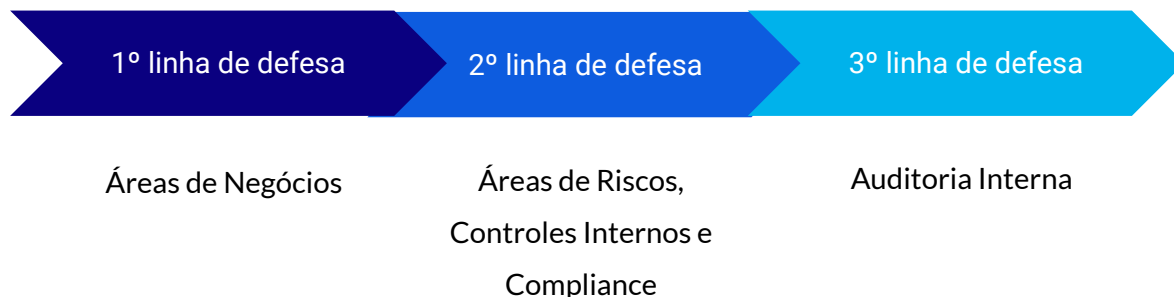 1º linha de defesa
2º linha de defesa
3º linha de defesa
Áreas de Negócios
Áreas de Riscos,
Controles Internos e
Compliance
Auditoria Interna